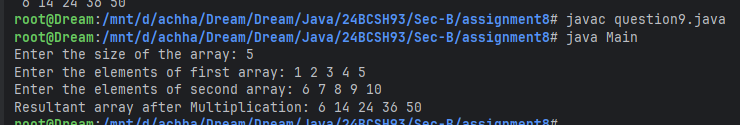 6 14 24 36 50
root@Dream:/mnt/d/achha/Dream/Dream/Java/24BCSH93/Sec-B/assignment8# javac question9.java
root@Dream:/mnt/d/achha/Dream/Dream/Java/24BCSH93/Sec-B/assignment8# java Main
Enter the size of the array: 5
Enter the elements of first array: 1 2 3 4 5
Enter the elements of second array: 6 7 8 9 10
Resultant array after Multiplication: 6 14 24 36 50
root@Dream:/mnt/d/achha/Dream/Dream/Java/24BCSH93/Sec-B/assignment8#